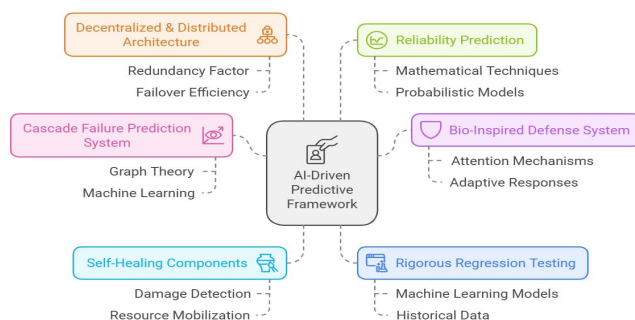 Decentralized & Distributed
Architecture
Redundancy Factor
Failover Efficiency
Reliability Prediction
Mathematical Techniques
Probabilistic Models
Cascade Failure Prediction
System
Graph Theory
Machine Learning
AI-Driven
Predictive
Framework
Bio-Inspired Defense System
Attention Mechanisms
Adaptive Responses
Self-Healing Components
Damage Detection
Resource Mobilization
Rigorous Regression Testing
Machine Learning Models
Historical Data